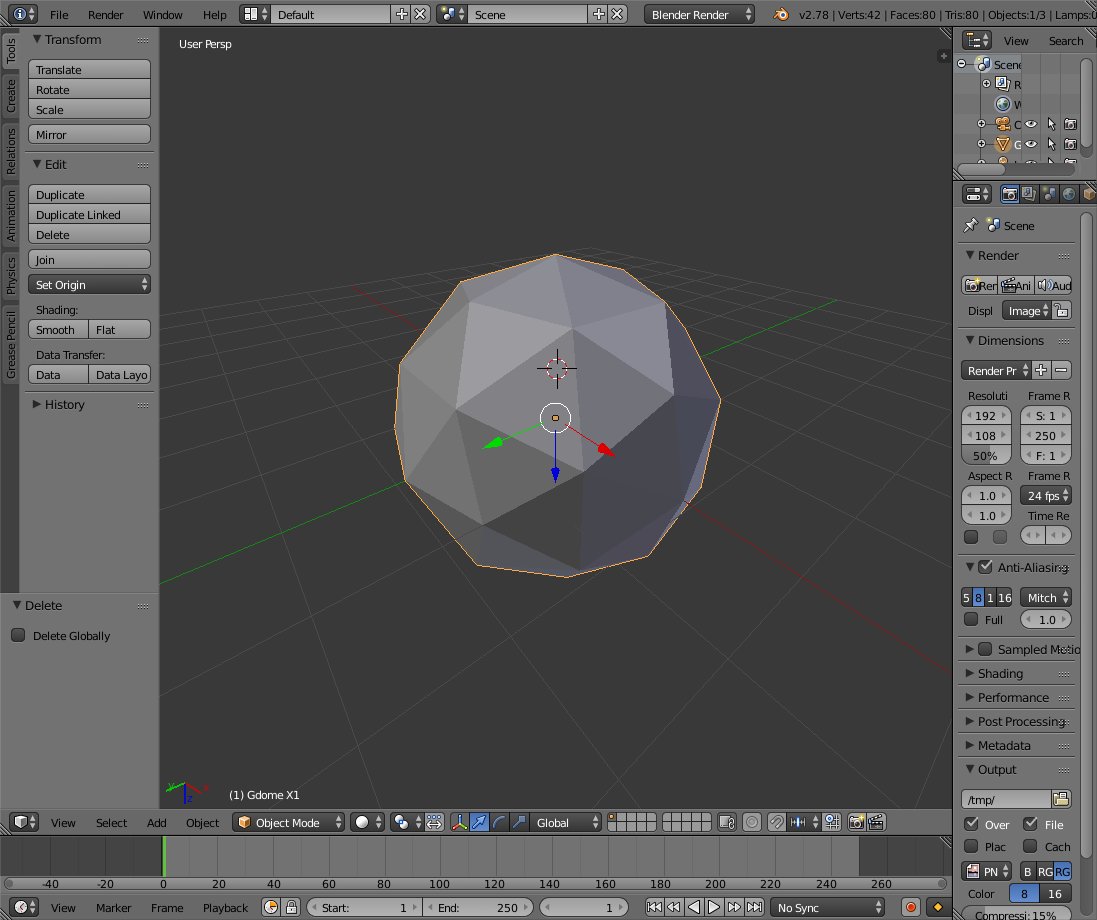 File Render Window Help Default Scene Blender Render v2.78 | Verts:42 | Faces:80 | Tris:80 | Objects:1/3 | Lamps:0
Tools
Create
Relations
Animation
Physics
Grease Pencil
Transform
Translate
Rotate
Scale
Mirror
Edit
Duplicate
Duplicate Linked
Delete
Join
Set Origin
Shading:
Smooth Flat
Data Transfer:
Data Data Layo
History
Delete
Delete Globally
User Persp
(1) Gdome X1
View Select Add Object Object Mode Global
View Search
Scene
R
W
C
G
Scene
Render
Ren Ani Aud
Displ Image
Dimensions
Render Pr
Resoluti Frame R
192 S: 1
108 250
50% F: 1
Aspect R Frame R
1.0 24 fps
1.0 Time Re
Anti-Aliasing
5 8 1 16 Mitch
Full 1.0
Sampled Motio
Shading
Performance
Post Processing
Metadata
Output
/tmp/
Over File
Plac Cach
PN B RG RG
Color 8 16
Compressi: 15%
-40 -20 0 20 40 60 80 100 120 140 160 180 200 220 240 260
View Marker Frame Playback Start: 1 End: 250 1 No Sync